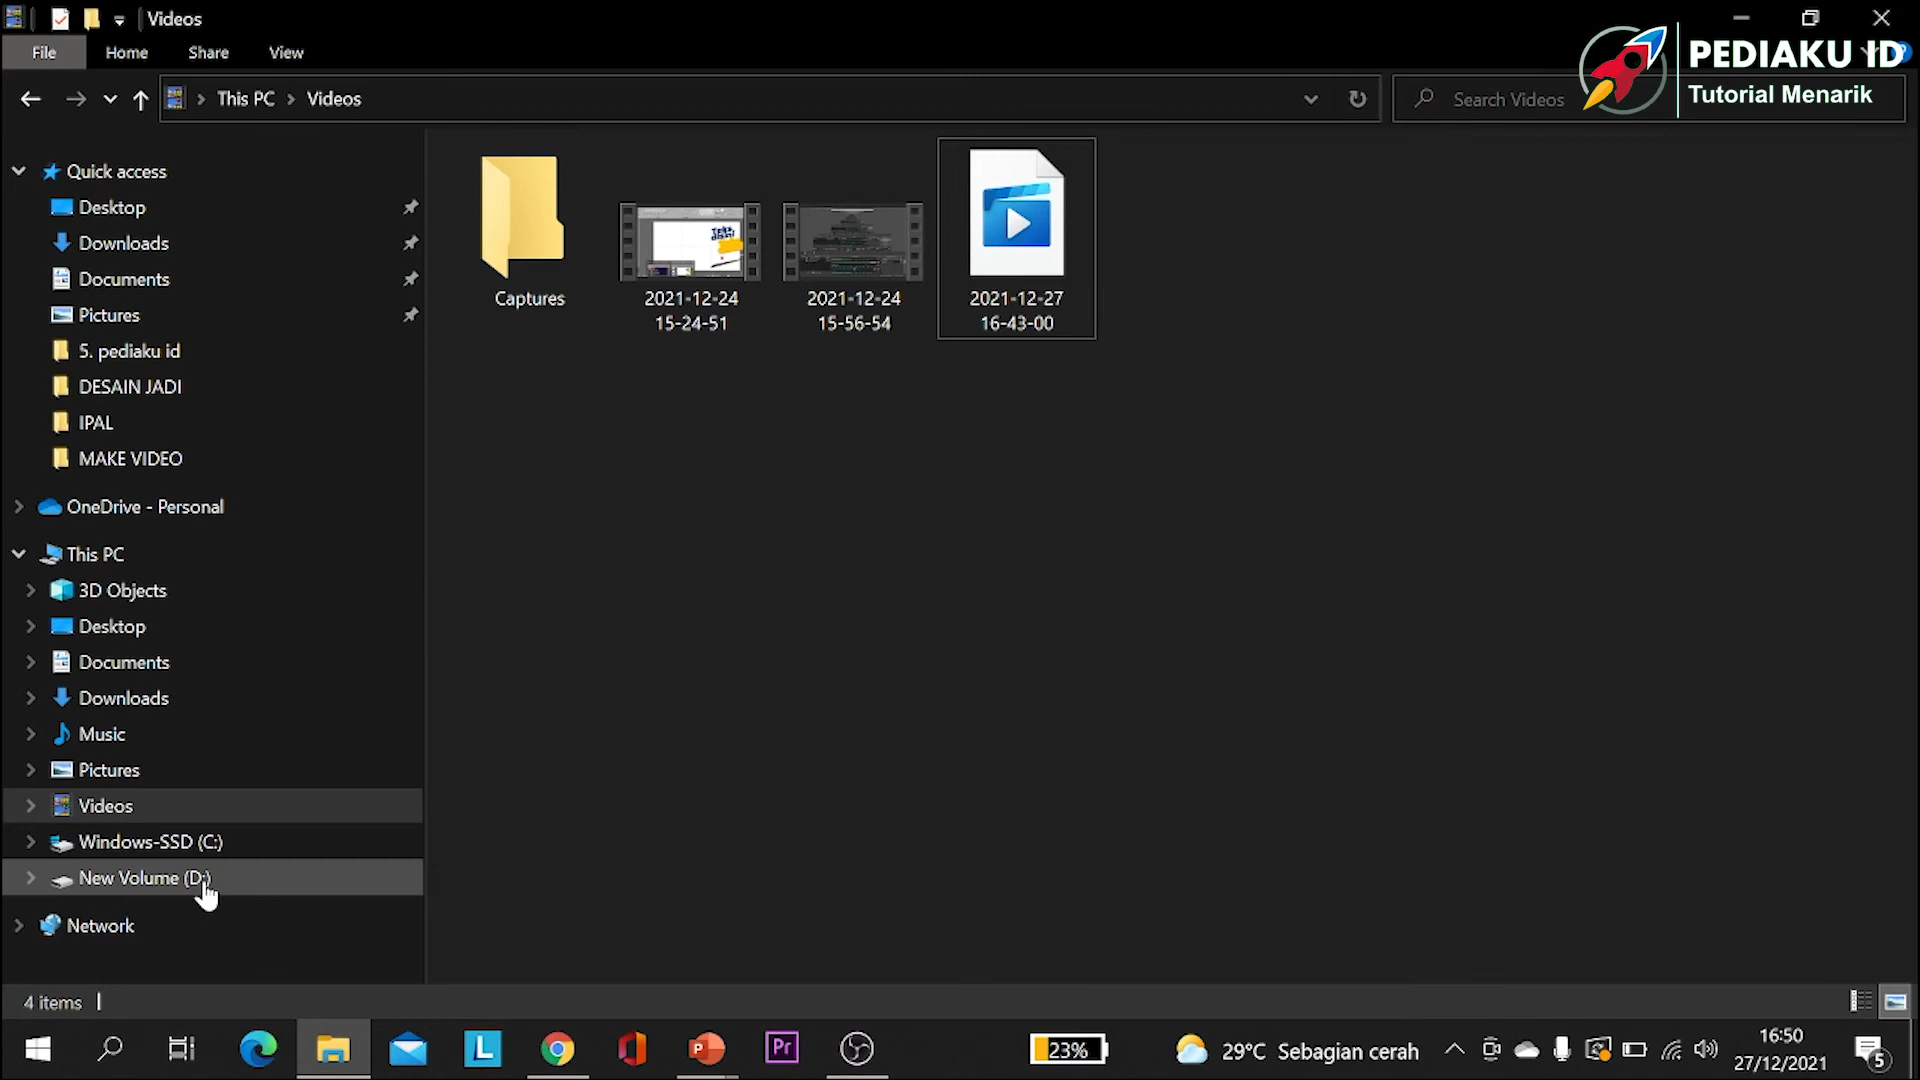 Videos
File Home Share View
PEDIAKU ID
Tutorial Menarik
This PC > Videos
Search Videos
Quick access
Desktop
Downloads
Documents
Pictures
5. pediaku id
DESAIN JADI
IPAL
MAKE VIDEO
OneDrive - Personal
This PC
3D Objects
Desktop
Documents
Downloads
Music
Pictures
Videos
Windows-SSD (C:)
New Volume (D:)
Network
Captures
2021-12-24
15-24-51
2021-12-24
15-56-54
2021-12-27
16-43-00
4 items
L
P
Pr
23%
29°C Sebagian cerah
16:50
27/12/2021
5